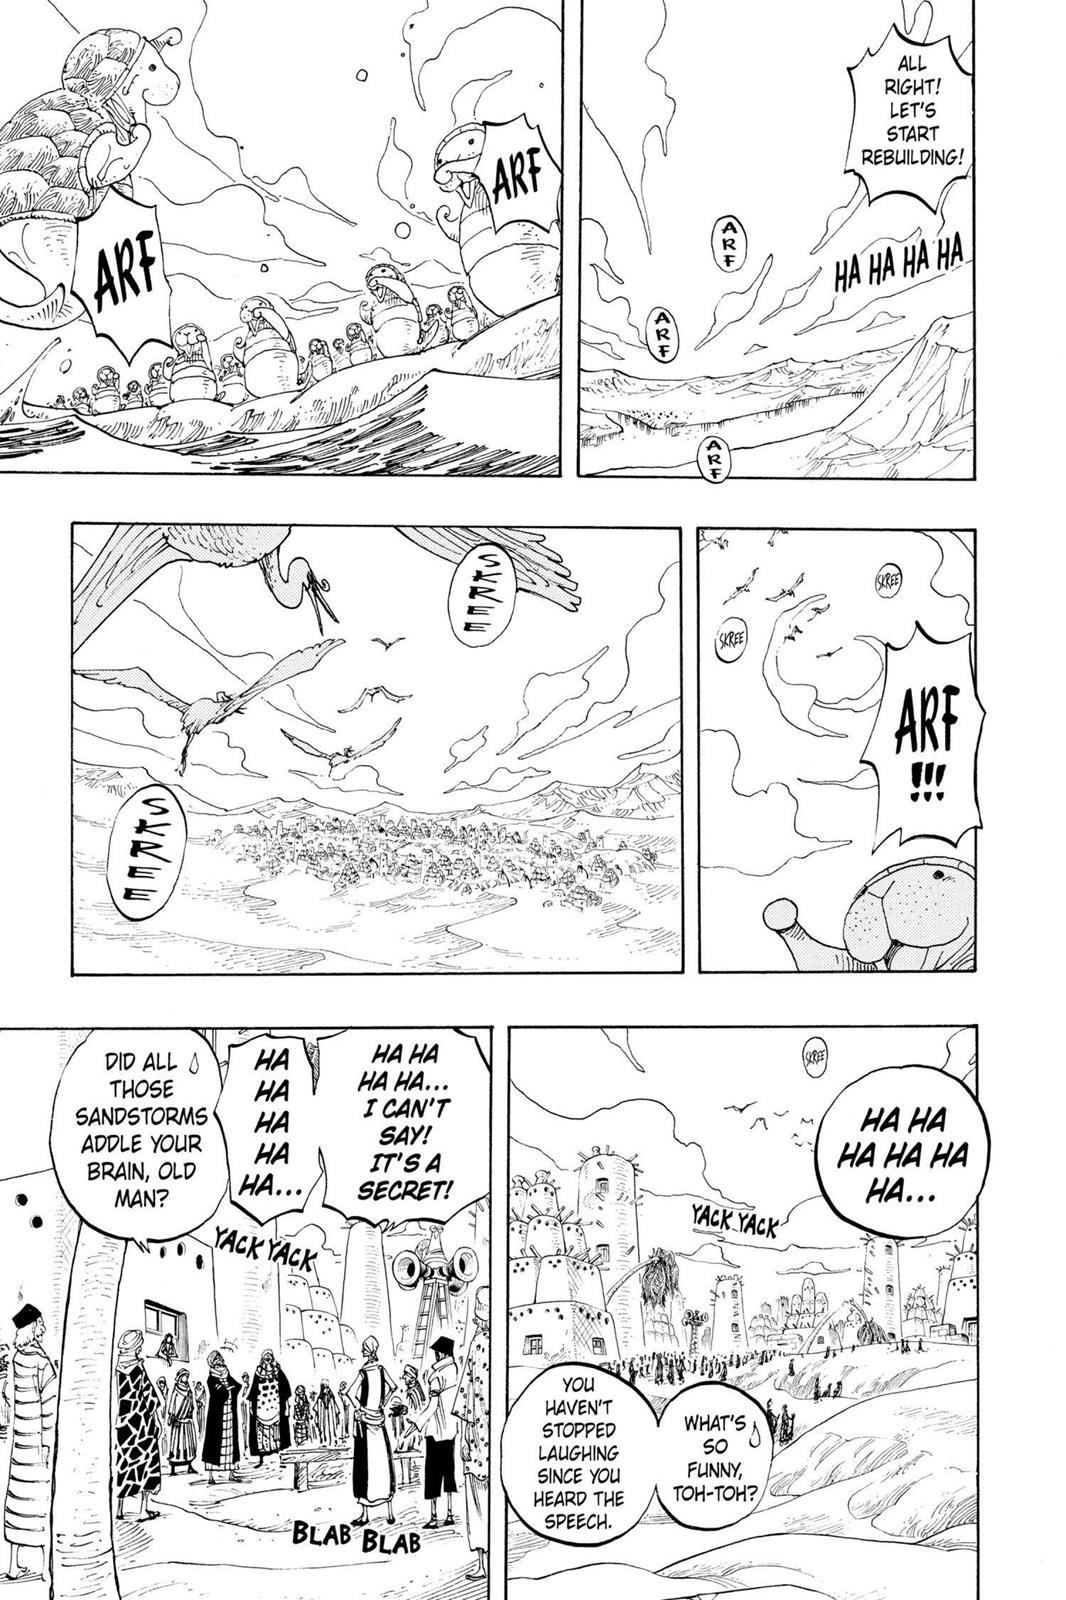 ALL
RIGHT!
LET'S
START
REBUILDING!
HA HA HA HA
ARF
ARF
ARF
ARF
ARF
SKREE
SKREE
ARF
!!!
SKREE
SKREE
SKREE
HA HA
HA HA HA
HA...
YACK YACK
WHAT'S
SO
FUNNY,
TOH-TOH?
YOU
HAVEN'T
STOPPED
LAUGHING
SINCE YOU
HEARD THE
SPEECH.
HA HA
HA HA...
I CAN'T
SAY!
IT'S A
SECRET!
HA
HA
HA
HA
HA...
DID ALL
THOSE
SANDSTORMS
ADDLE YOUR
BRAIN, OLD
MAN?
YACK YACK
BLAB BLAB